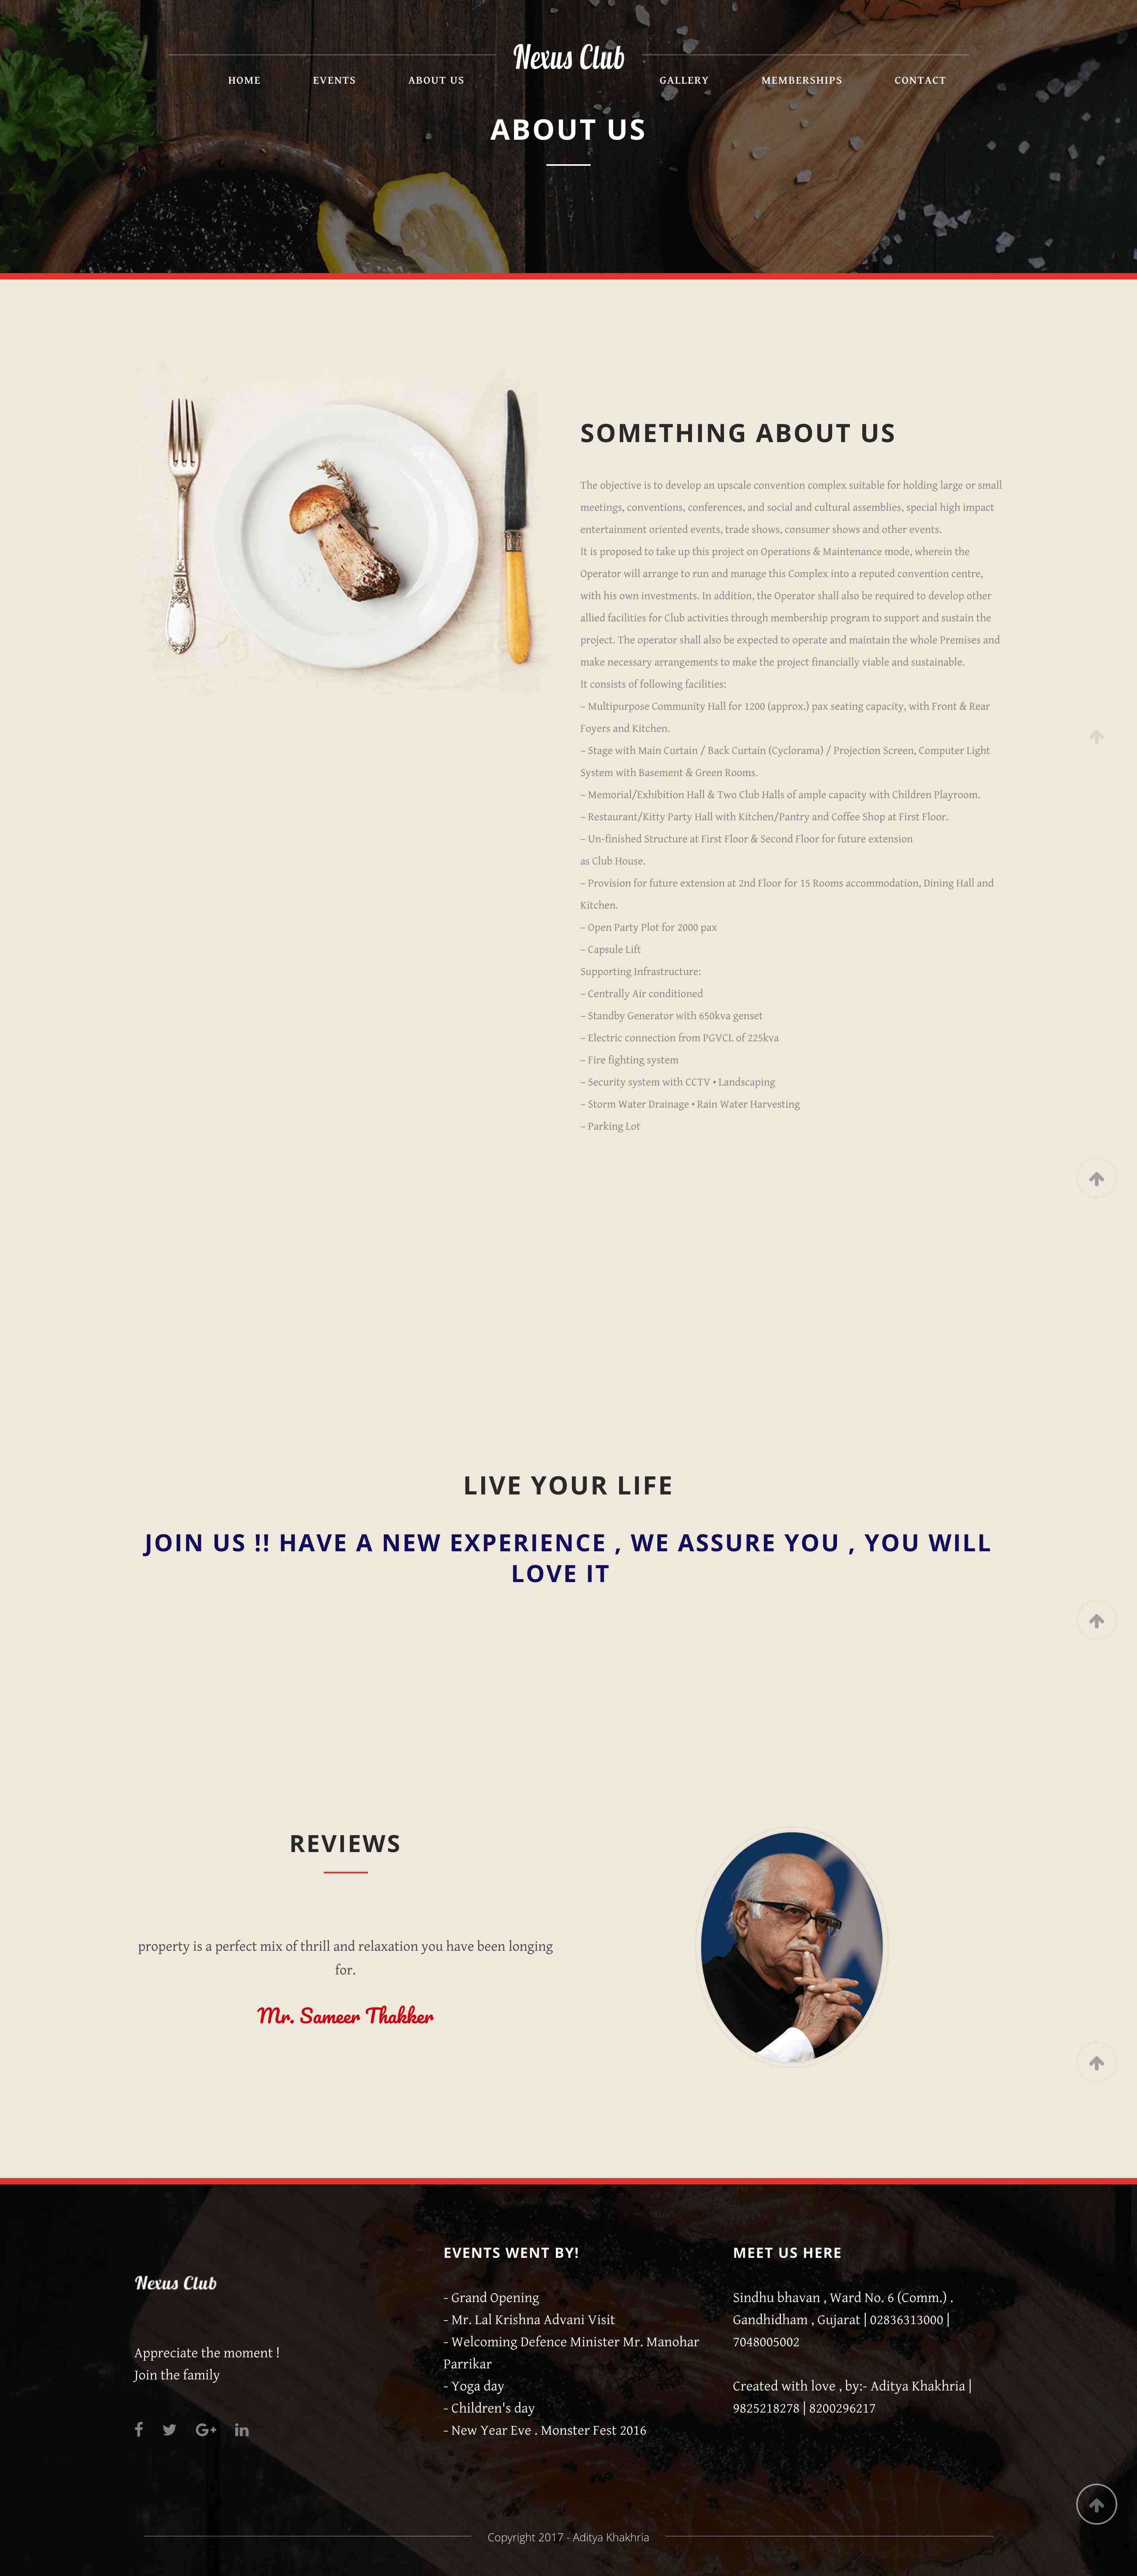 Nexus Club
HOME EVENTS ABOUT US GALLERY MEMBERSHIPS CONTACT
ABOUT US
SOMETHING ABOUT US
The objective is to develop an upscale convention complex suitable for holding large or small
meetings, conventions, conferences, and social and cultural assemblies, special high impact
entertainment oriented events, trade shows, consumer shows and other events.
It is proposed to take up this project on Operations & Maintenance mode, wherein the
Operator will arrange to run and manage this Complex into a reputed convention centre,
with his own investments. In addition, the Operator shall also be required to develop other
allied facilities for Club activities through membership program to support and sustain the
project. The operator shall also be expected to operate and maintain the whole Premises and
make necessary arrangements to make the project financially viable and sustainable.
It consists of following facilities:
– Multipurpose Community Hall for 1200 (approx.) pax seating capacity, with Front & Rear
Foyers and Kitchen.
– Stage with Main Curtain / Back Curtain (Cyclorama) / Projection Screen, Computer Light
System with Basement & Green Rooms.
– Memorial/Exhibition Hall & Two Club Halls of ample capacity with Children Playroom.
– Restaurant/Kitty Party Hall with Kitchen/Pantry and Coffee Shop at First Floor.
– Un-finished Structure at First Floor & Second Floor for future extension
as Club House.
– Provision for future extension at 2nd Floor for 15 Rooms accommodation, Dining Hall and
Kitchen.
– Open Party Plot for 2000 pax
– Capsule Lift
Supporting Infrastructure:
– Centrally Air conditioned
– Standby Generator with 650kva genset
– Electric connection from PGVCL of 225kva
– Fire fighting system
– Security system with CCTV • Landscaping
– Storm Water Drainage • Rain Water Harvesting
– Parking Lot
LIVE YOUR LIFE
JOIN US !! HAVE A NEW EXPERIENCE , WE ASSURE YOU , YOU WILL
LOVE IT
REVIEWS
property is a perfect mix of thrill and relaxation you have been longing
for.
Mr. Sameer Thakker
Nexus Club
Appreciate the moment !
Join the family
EVENTS WENT BY!
- Grand Opening
- Mr. Lal Krishna Advani Visit
- Welcoming Defence Minister Mr. Manohar
Parrikar
- Yoga day
- Children's day
- New Year Eve . Monster Fest 2016
MEET US HERE
Sindhu bhavan , Ward No. 6 (Comm.) .
Gandhidham , Gujarat | 02836313000 |
7048005002
Created with love , by:- Aditya Khakhria |
9825218278 | 8200296217
Copyright 2017 - Aditya Khakhria